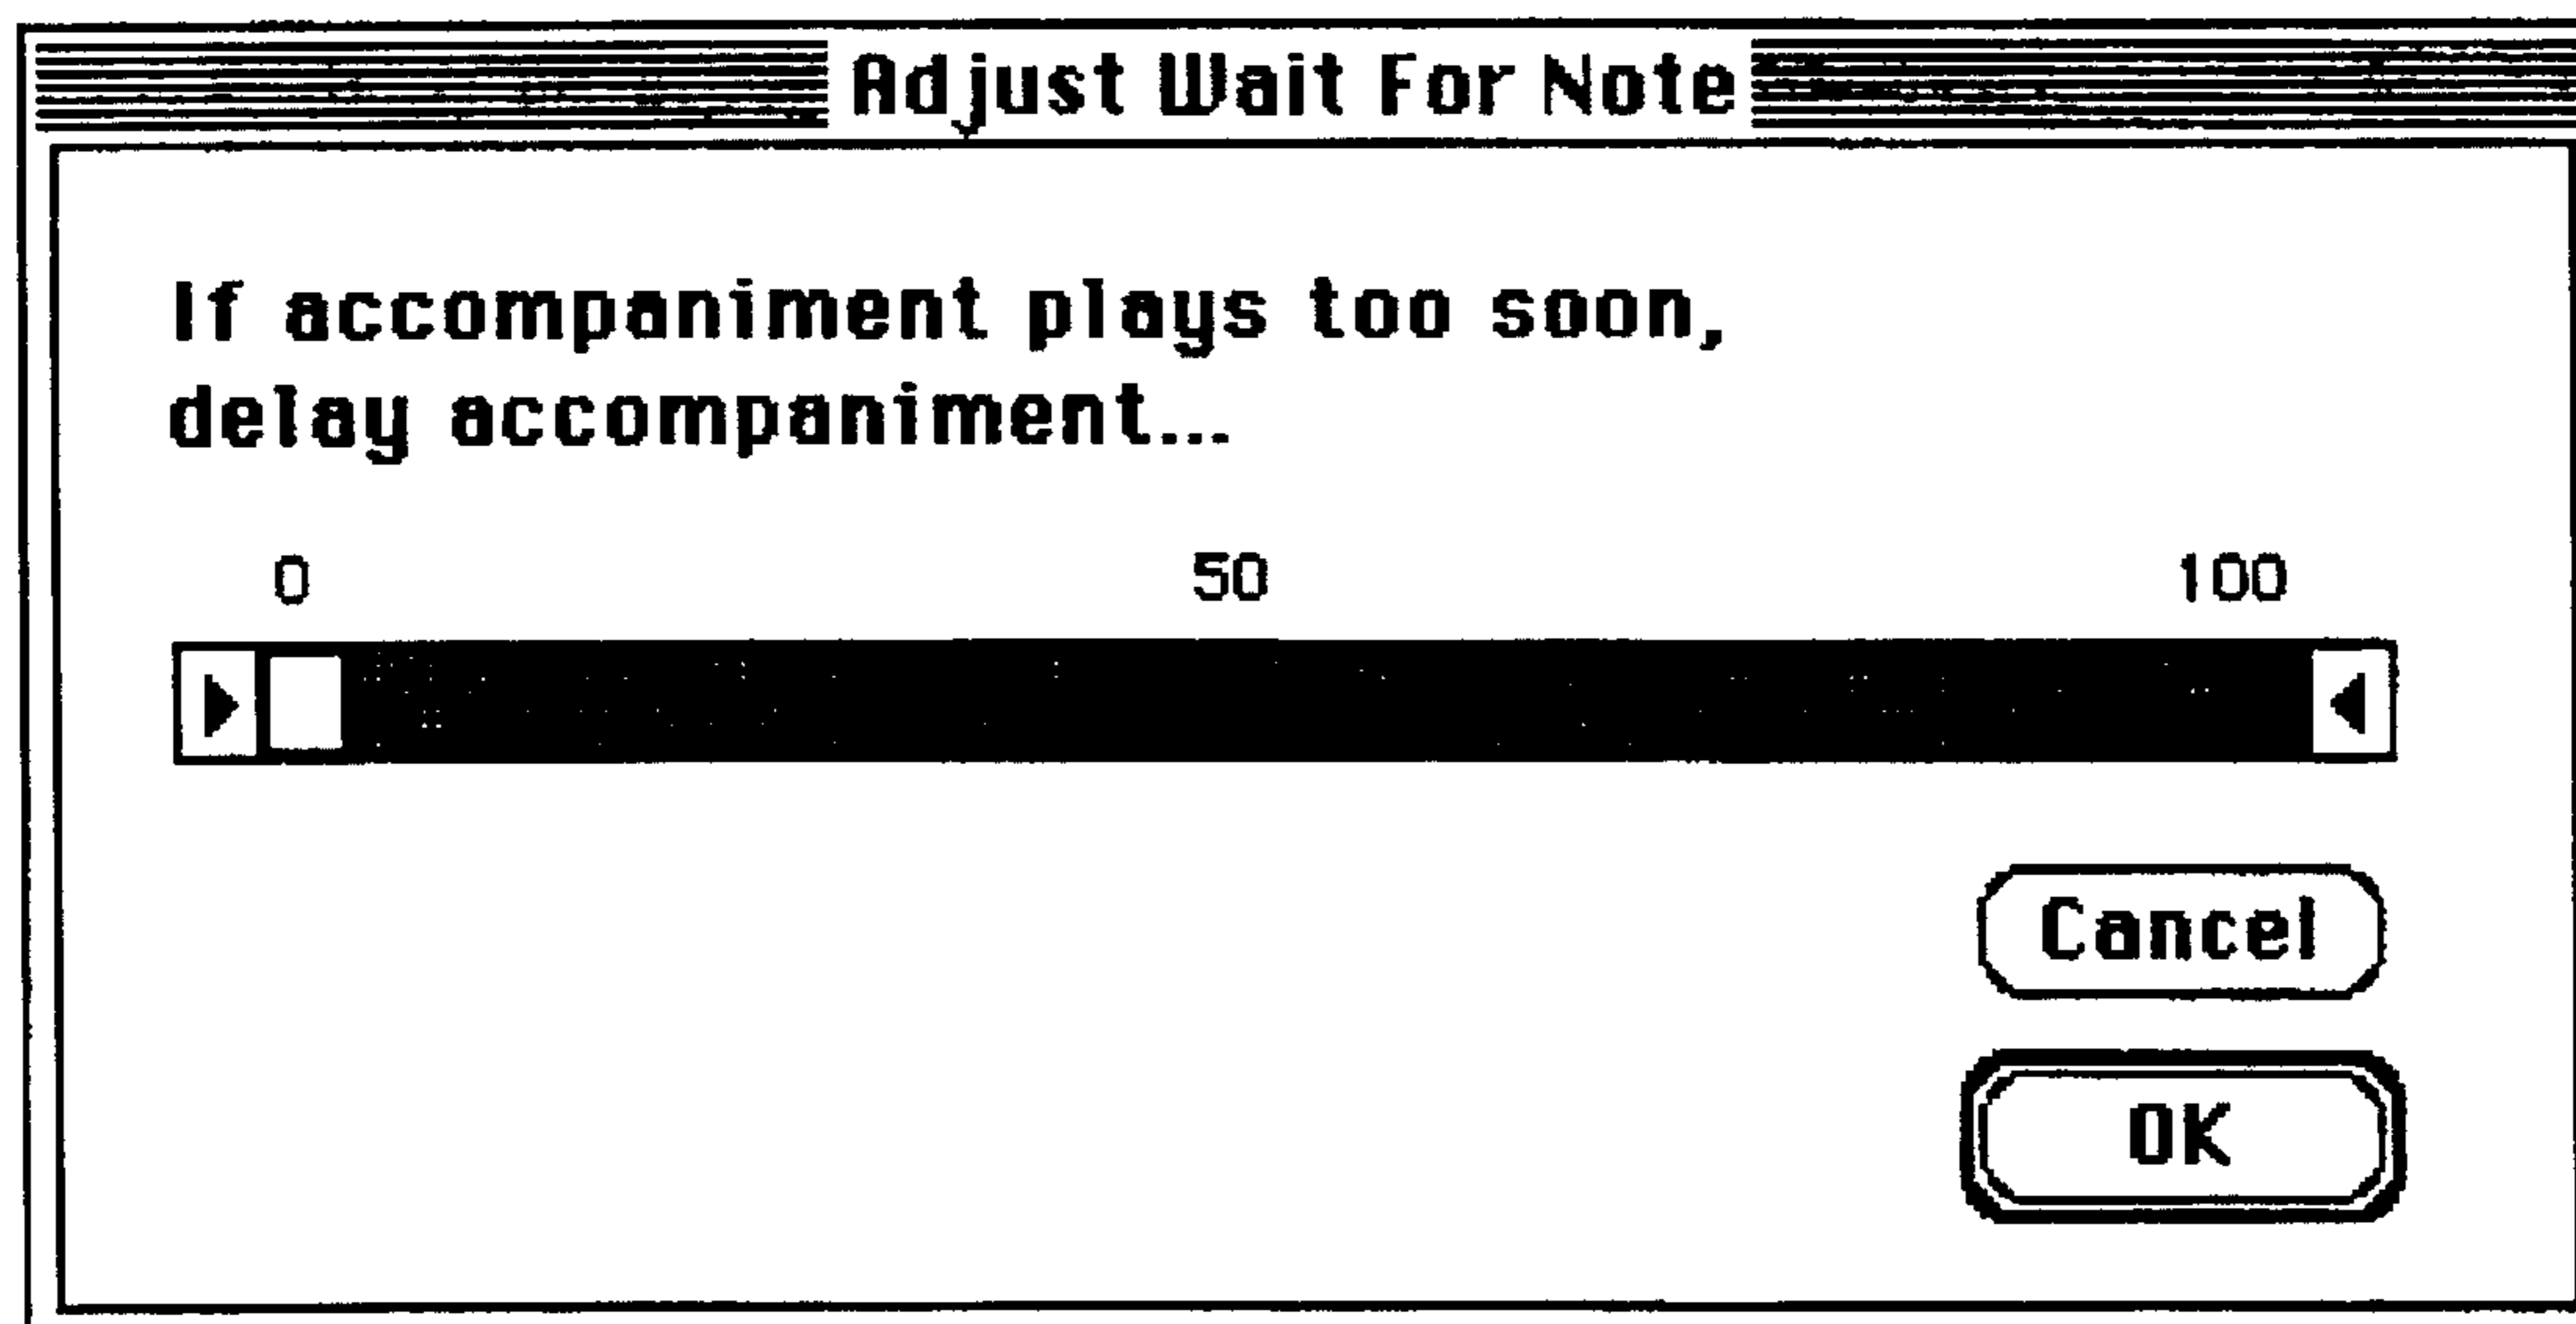 Adjust Wait For Note
If accompaniment plays too soon,
delay accompaniment...
0 50 100
Cancel
OK